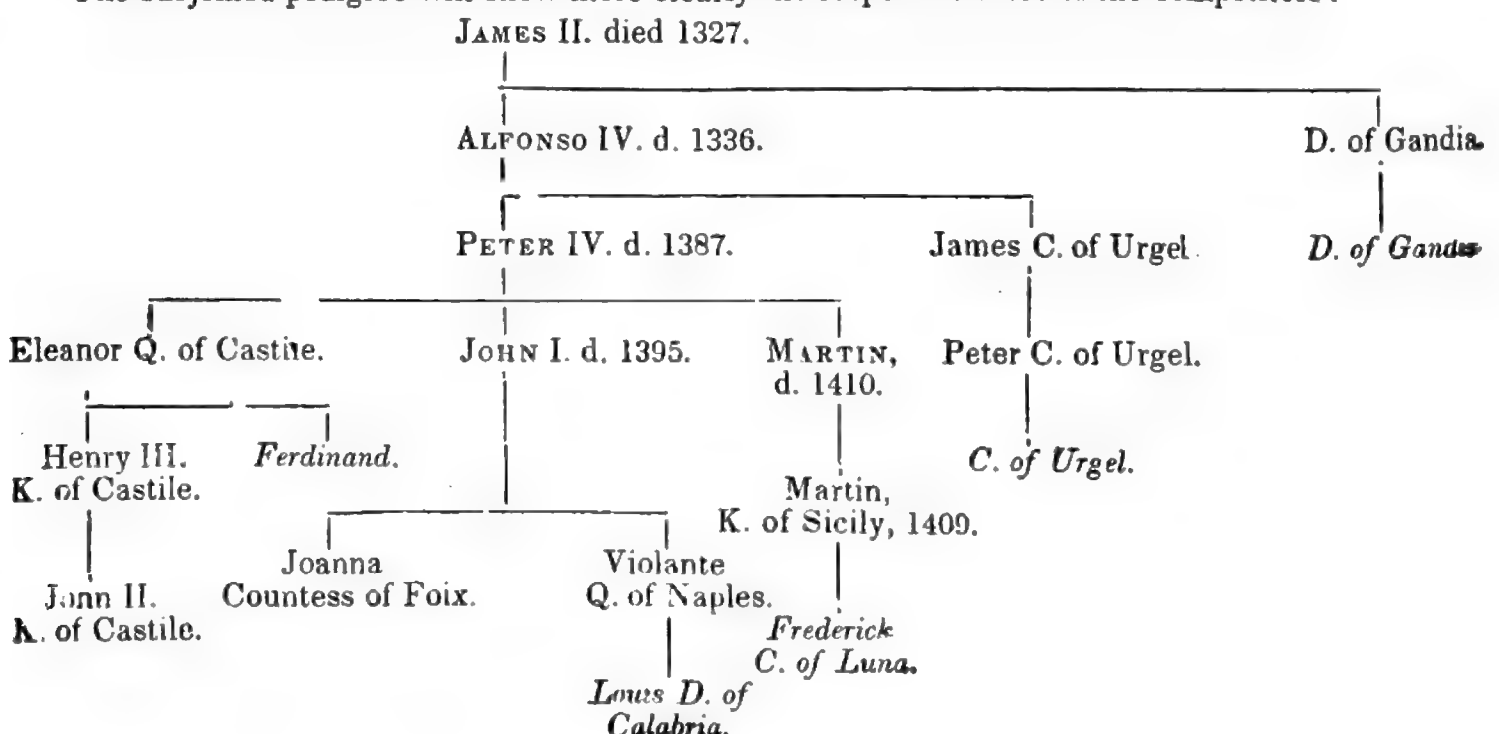 JAMES II. died 1327.
ALFONSO IV. d. 1336. D. of Gandia.
PETER IV. d. 1387. James C. of Urgel. D. of
Eleanor Q. of Castile. JOHN I. d. 1395. MARTIN, Peter C. of Urgel.
d. 1410.
Henry III. Ferdinand. C. of Urgel.
K. of Castile. Martin,
K. of Sicily, 1409.
Joanna Violante
John II. Countess of Foix. Q. of Naples.
K. of Castile. Frederick
C. of Luna.
Louis D. of
Calabria.